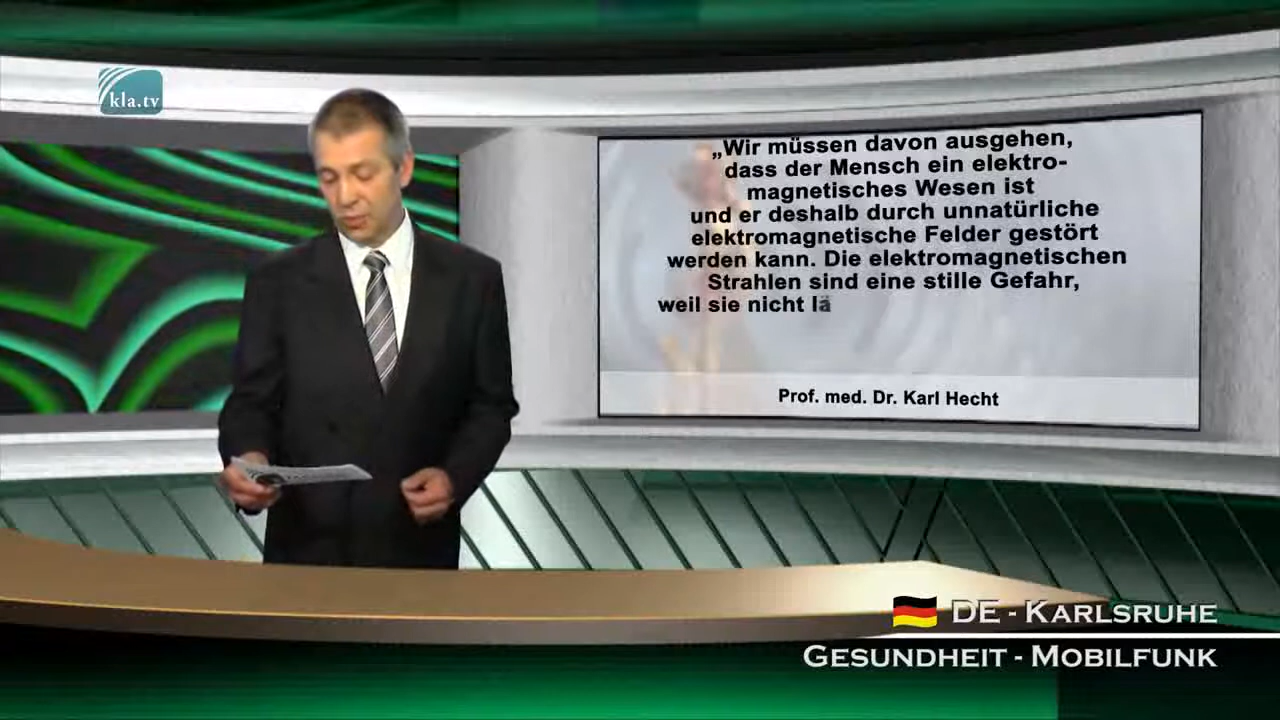 kla.tv
„Wir müssen davon ausgehen,
dass der Mensch ein elektro-
magnetisches Wesen ist
und er deshalb durch unnatürliche
elektromagnetische Felder gestört
werden kann. Die elektromagnetischen
Strahlen sind eine stille Gefahr,
weil sie nicht lä
Prof. med. Dr. Karl Hecht
DE - KARLSRUHE
GESUNDHEIT - MOBILFUNK